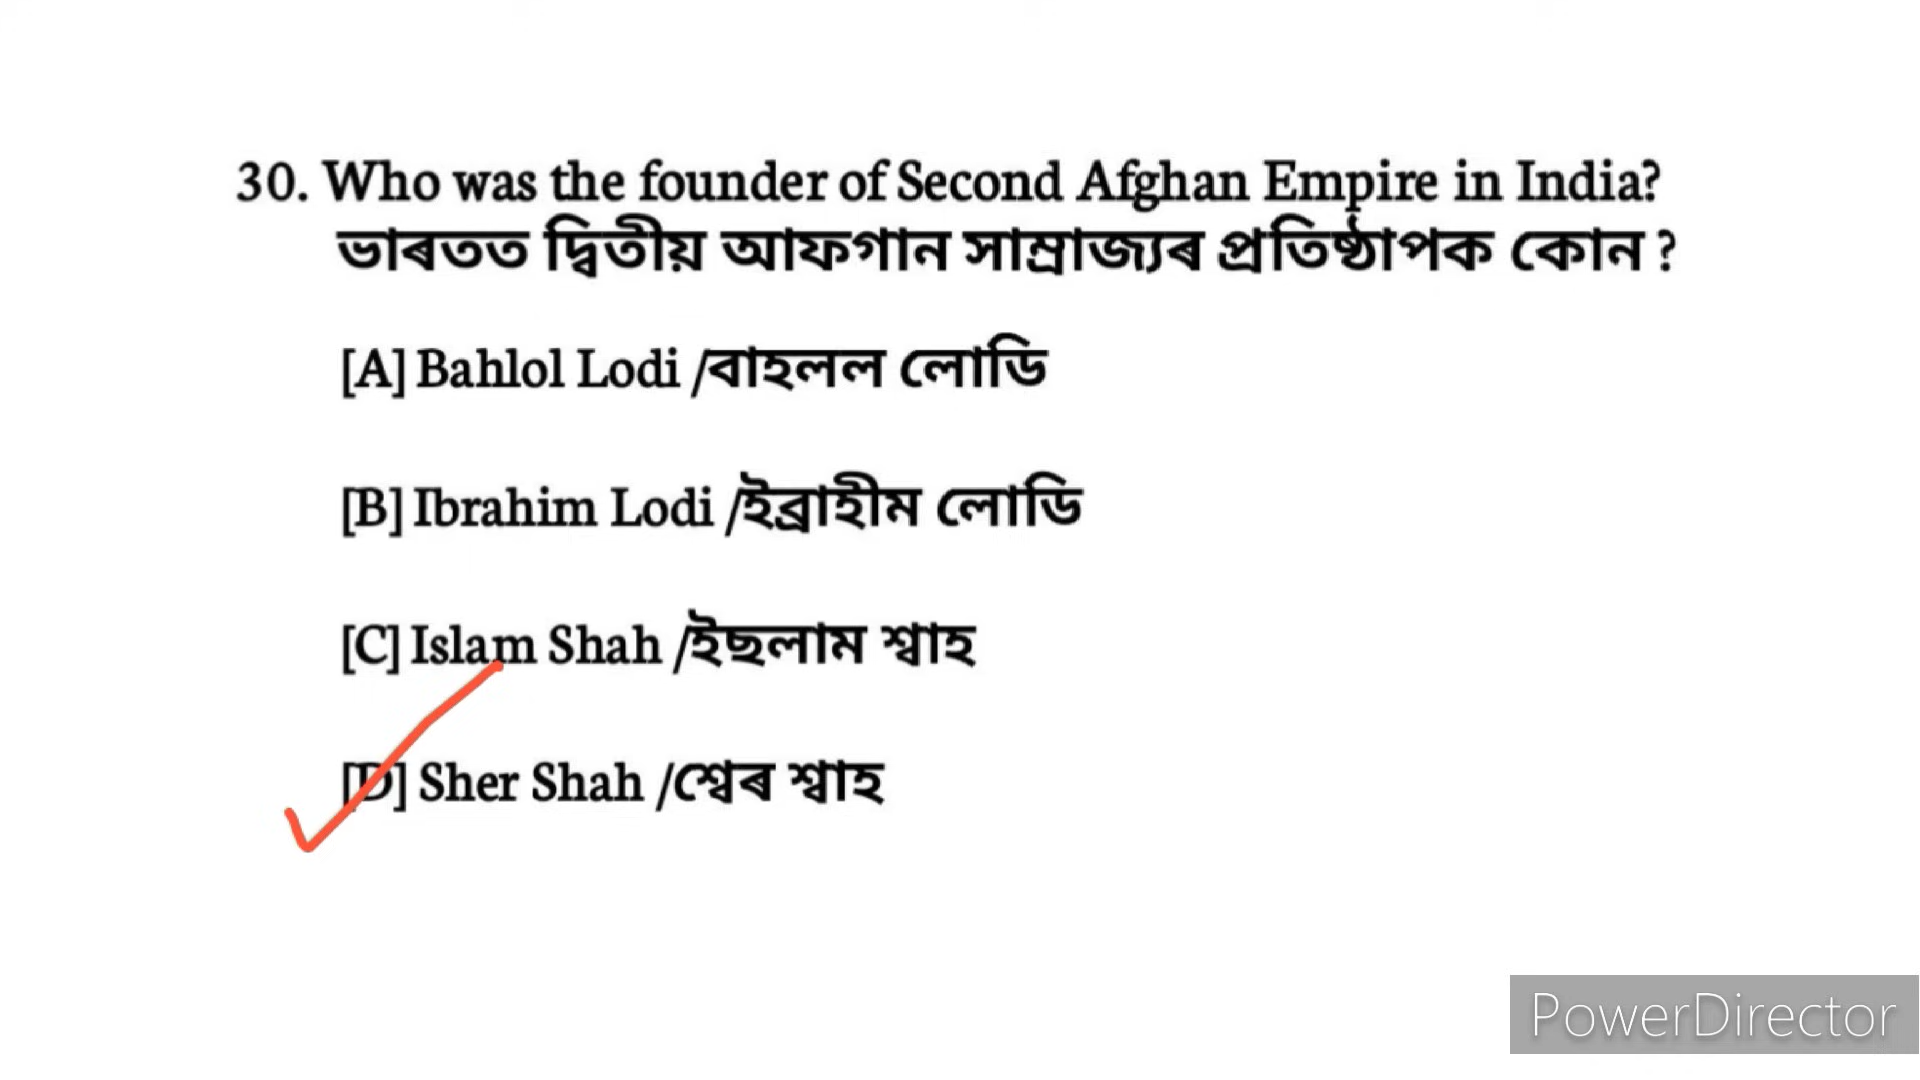 30. Who was the founder of Second Afghan Empire in India?
ভাৰতত দ্বিতীয় আফগান সাম্ৰাজ্যৰ প্ৰতিষ্ঠাপক কোন ?
[A] Bahlol Lodi /বাহলল লোডি
[B] Ibrahim Lodi /ইব্ৰাহীম লোডি
[C] Islam Shah /ইছলাম শ্বাহ
[D] Sher Shah /শ্বেৰ শ্বাহ
PowerDirector